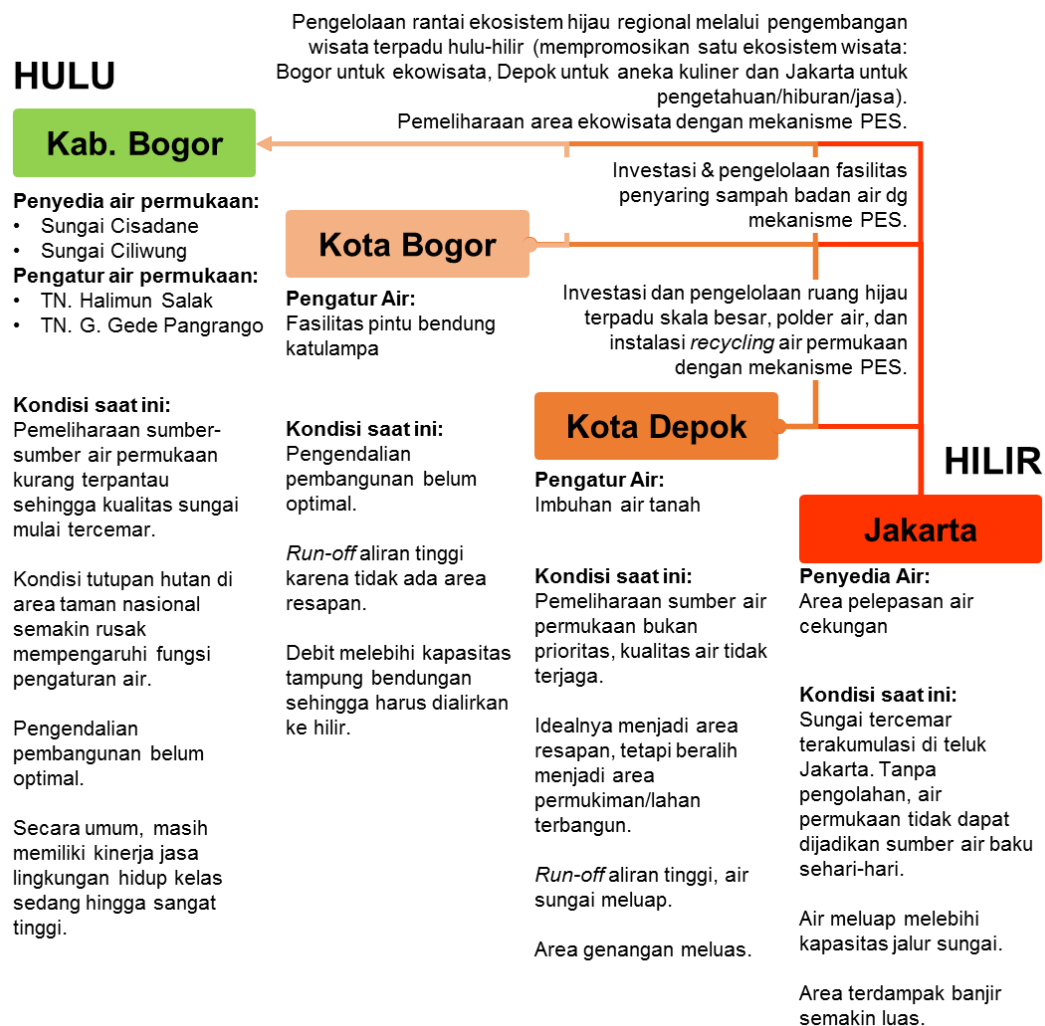 Pengelolaan rantai ekosistem hijau regional melalui pengembangan
wisata terpadu hulu-hilir (mempromosikan satu ekosistem wisata:
Bogor untuk ekowisata, Depok untuk aneka kuliner dan Jakarta untuk
pengetahuan/hiburan/jasa).
Pemeliharaan area ekowisata dengan mekanisme PES.
HULU
Kab. Bogor
Penyedia air permukaan:
• Sungai Cisadane
• Sungai Ciliwung
Pengatur air permukaan:
• TN. Halimun Salak
• TN. G. Gede Pangrango
Kondisi saat ini:
Pemeliharaan sumber-
sumber air permukaan
kurang terpantau
sehingga kualitas sungai
mulai tercemar.
Kondisi tutupan hutan di
area taman nasional
semakin rusak
mempengaruhi fungsi
pengaturan air.
Pengendalian
pembangunan belum
optimal.
Secara umum, masih
memiliki kinerja jasa
lingkungan hidup kelas
sedang hingga sangat
tinggi.
Investasi & pengelolaan fasilitas
penyaring sampah badan air dg
mekanisme PES.
Kota Bogor
Pengatur Air:
Fasilitas pintu bendung
katulampa
Kondisi saat ini:
Pengendalian
pembangunan belum
optimal.
Run-off aliran tinggi
karena tidak ada area
resapan.
Debit melebihi kapasitas
tampung bendungan
sehingga harus dialirkan
ke hilir.
Investasi dan pengelolaan ruang hijau
terpadu skala besar, polder air, dan
instalasi recycling air permukaan
dengan mekanisme PES.
Kota Depok
Pengatur Air:
Imbuhan air tanah
Kondisi saat ini:
Pemeliharaan sumber air
permukaan bukan
prioritas, kualitas air tidak
terjaga.
Idealnya menjadi area
resapan, tetapi beralih
menjadi area
permukiman/lahan
terbangun.
Run-off aliran tinggi, air
sungai meluap.
Area genangan meluas.
HILIR
Jakarta
Penyedia Air:
Area pelepasan air
cekungan
Kondisi saat ini:
Sungai tercemar
terakumulasi di teluk
Jakarta. Tanpa
pengolahan, air
permukaan tidak dapat
dijadikan sumber air baku
sehari-hari.
Air meluap melebihi
kapasitas jalur sungai.
Area terdampak banjir
semakin luas.